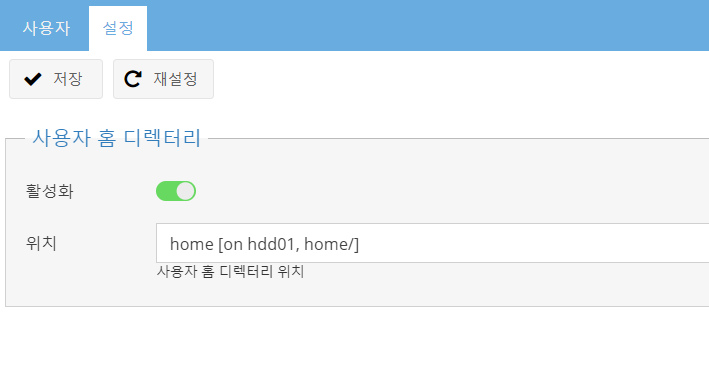 사용자 설정
저장 재설정
사용자 홈 디렉터리
활성화
위치 home [on hdd01, home/]
사용자 홈 디렉터리 위치